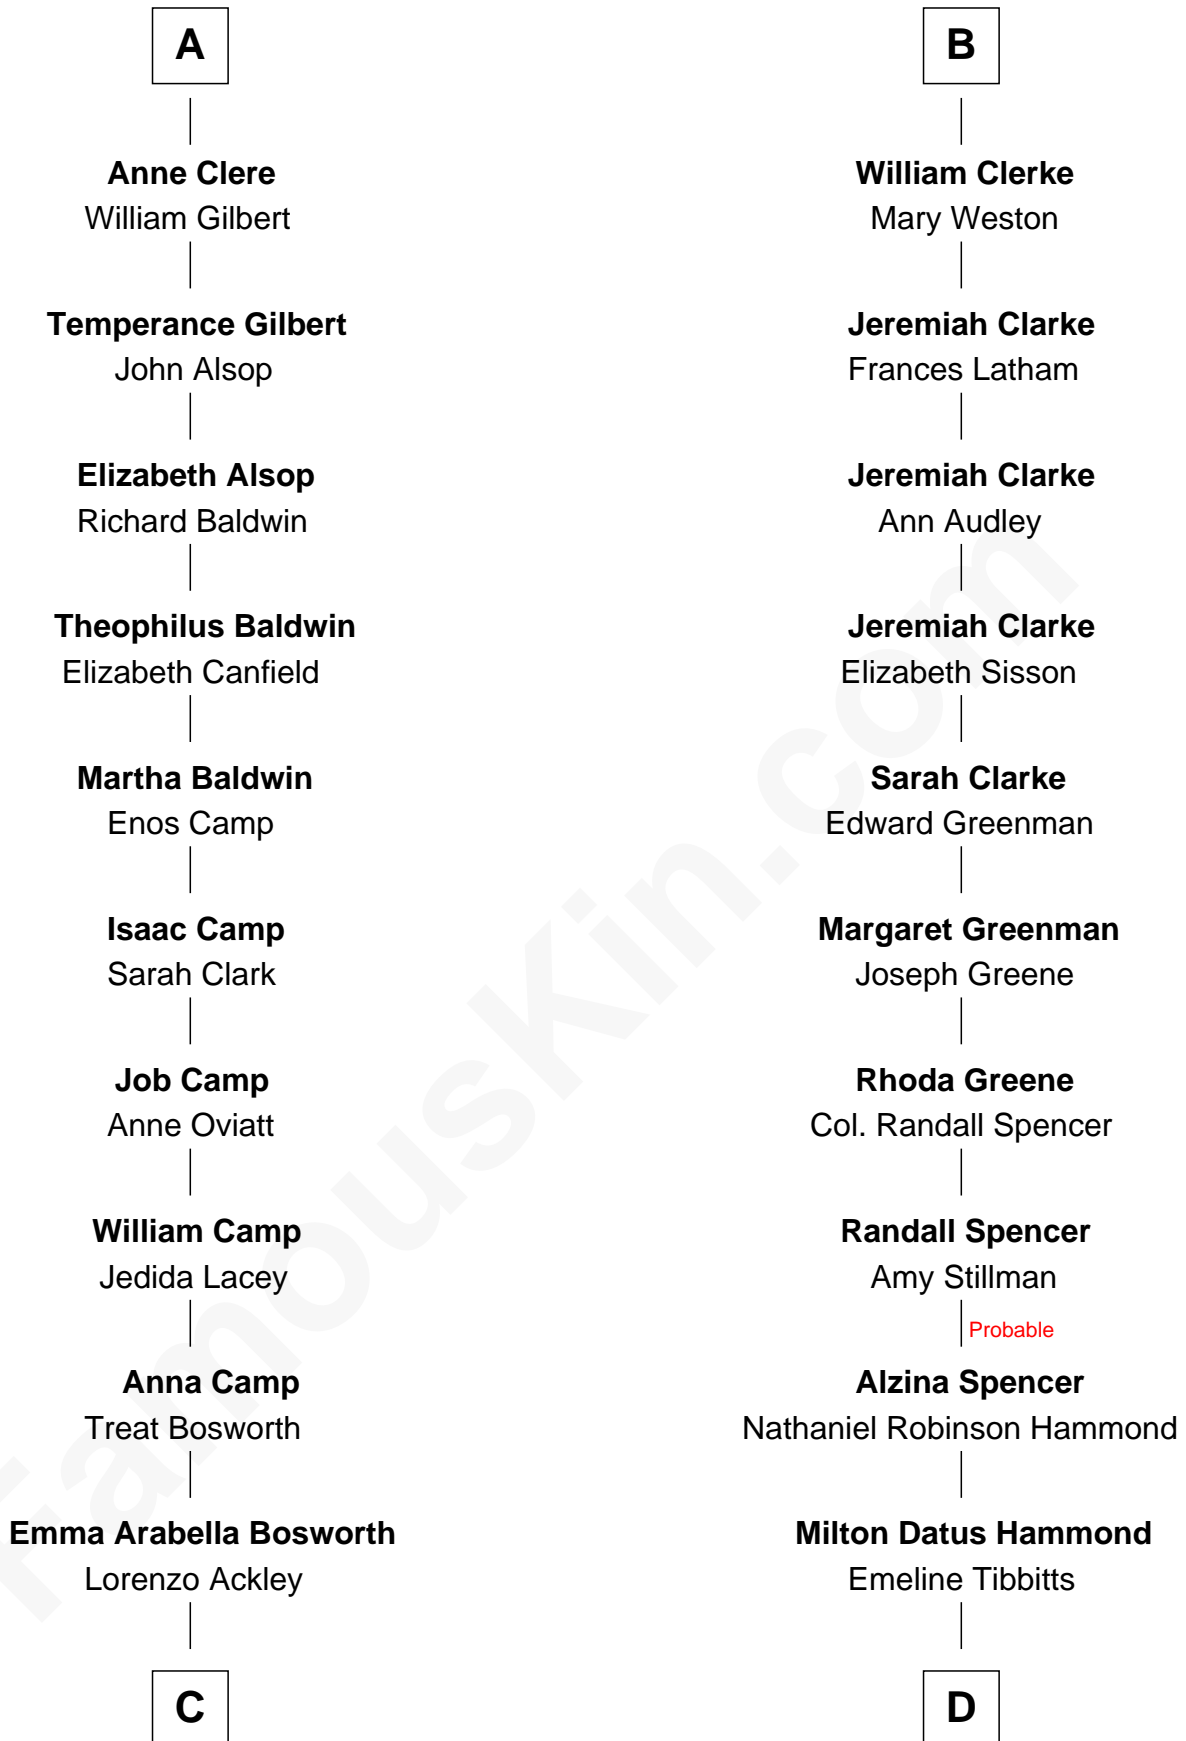 A
Anne Clere
William Gilbert
Temperance Gilbert
John Alsop
Elizabeth Alsop
Richard Baldwin
Theophilus Baldwin
Elizabeth Canfield
Martha Baldwin
Enos Camp
Isaac Camp
Sarah Clark
Job Camp
Anne Oviatt
William Camp
Jedida Lacey
Anna Camp
Treat Bosworth
Emma Arabella Bosworth
Lorenzo Ackley
C
B
William Clerke
Mary Weston
Jeremiah Clarke
Frances Latham
Jeremiah Clarke
Ann Audley
Jeremiah Clarke
Elizabeth Sisson
Sarah Clarke
Edward Greenman
Margaret Greenman
Joseph Greene
Rhoda Greene
Col. Randall Spencer
Randall Spencer
Amy Stillman
Probable
Alzina Spencer
Nathaniel Robinson Hammond
Milton Datus Hammond
Emeline Tibbitts
D
FamousKin.com